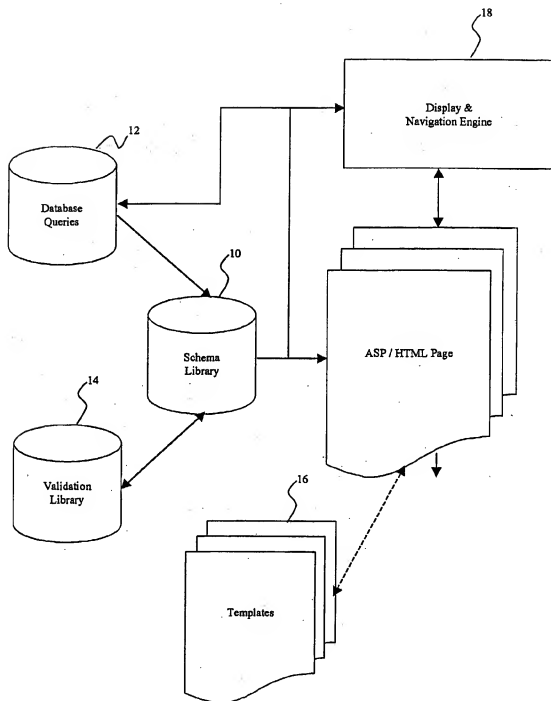 18
Display &
Navigation Engine
12
Database
Queries
10
Schema
Library
ASP / HTML Page
14
Validation
Library
16
Templates